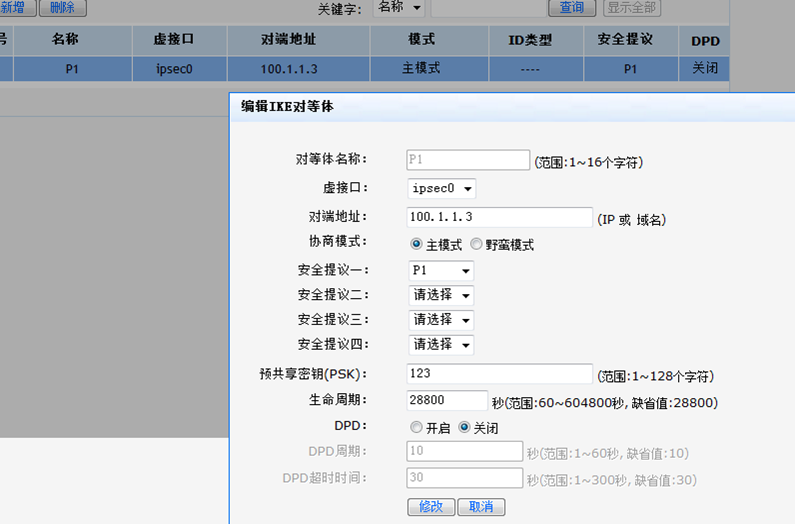 新增 删除 关键字： 名称 查询 显示全部
号 名称 虚接口 对端地址 模式 ID类型 安全提议 DPD
P1 ipsec0 100.1.1.3 主模式 ---- P1 关闭
编辑IKE对等体
对等体名称： P1 (范围:1~16个字符)
虚接口： ipsec0
对端地址： 100.1.1.3 (IP 或 域名)
协商模式： 主模式 野蛮模式
安全提议一： P1
安全提议二： 请选择
安全提议三： 请选择
安全提议四： 请选择
预共享密钥(PSK)： 123 (范围:1~128个字符)
生命周期： 28800 秒(范围:60~604800秒, 缺省值:28800)
DPD： 开启 关闭
DPD周期： 10 秒(范围:1~60秒, 缺省值:10)
DPD超时时间： 30 秒(范围:1~300秒, 缺省值:30)
修改 取消